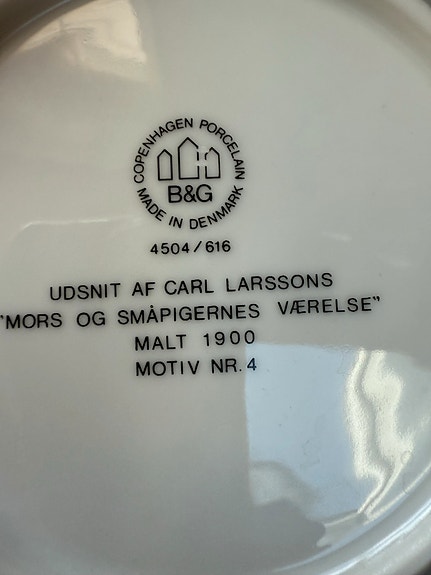 COPENHAGEN PORCELAIN
B&G
MADE IN DENMARK
4504/616
UDSNIT AF CARL LARSSONS
"MORS OG SMÅPIGERNES VÆRELSE"
MALT 1900
MOTIV NR. 4